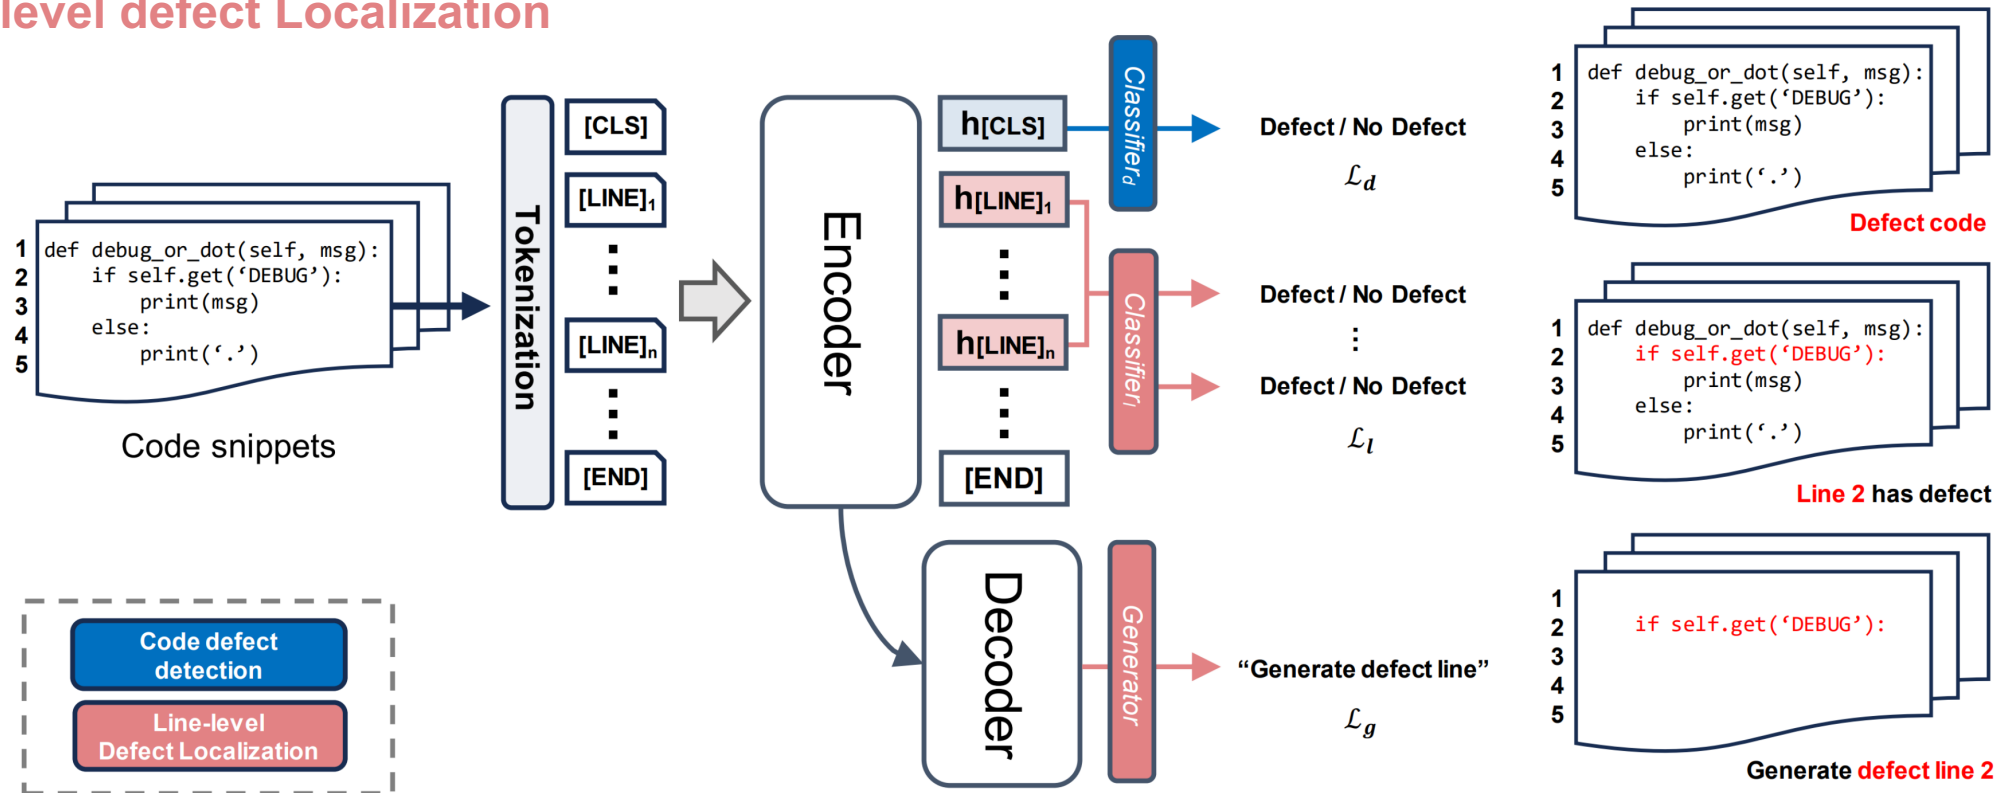 level defect Localization
1 def debug_or_dot(self, msg):
2 if self.get(‘DEBUG’):
3 print(msg)
4 else:
5 print(‘.’)
Code snippets
Tokenization
[CLS]
[LINE]1
[LINE]n
[END]
Encoder
h[CLS]
h[LINE]1
h[LINE]n
[END]
Classifier_d
Defect / No Defect
ℒd
Classifier_l
Defect / No Defect
Defect / No Defect
ℒl
Decoder
Generator
“Generate defect line”
ℒg
1 def debug_or_dot(self, msg):
2 if self.get(‘DEBUG’):
3 print(msg)
4 else:
5 print(‘.’)
Defect code
1 def debug_or_dot(self, msg):
2 if self.get(‘DEBUG’):
3 print(msg)
4 else:
5 print(‘.’)
Line 2 has defect
1
2 if self.get(‘DEBUG’):
3
4
5
Generate defect line 2
Code defect
detection
Line-level
Defect Localization